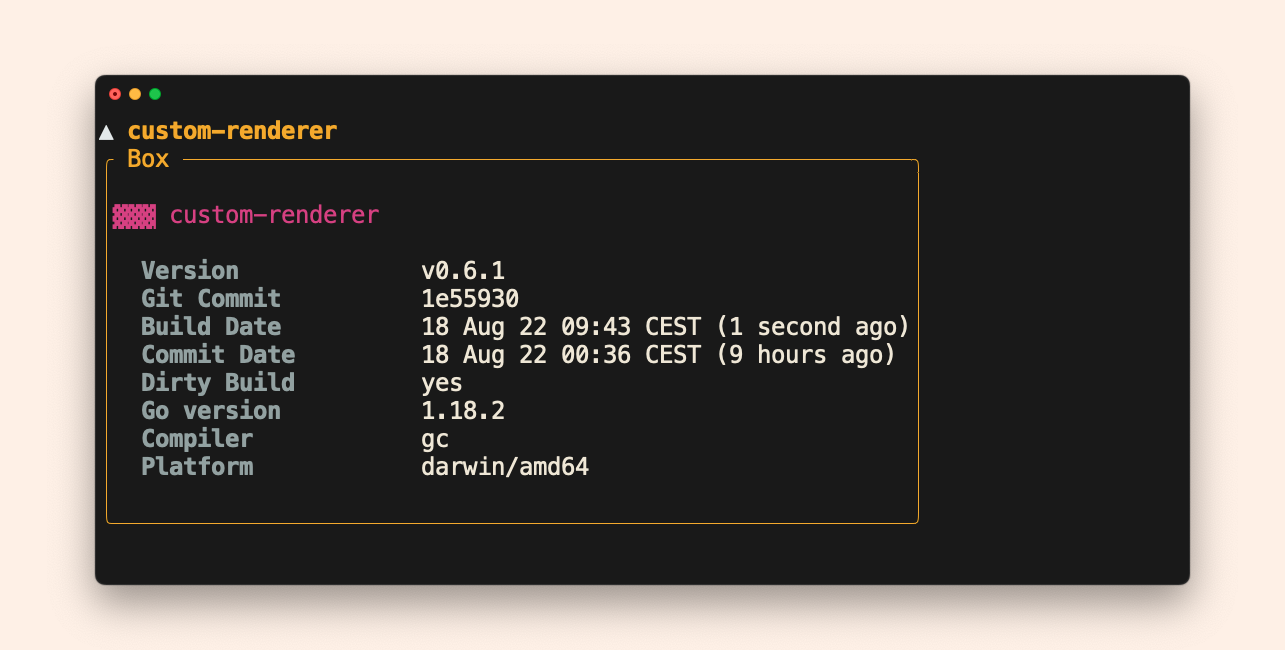 ▲ custom-renderer
Box
▓▓▓ custom-renderer
Version v0.6.1
Git Commit 1e55930
Build Date 18 Aug 22 09:43 CEST (1 second ago)
Commit Date 18 Aug 22 00:36 CEST (9 hours ago)
Dirty Build yes
Go version 1.18.2
Compiler gc
Platform darwin/amd64